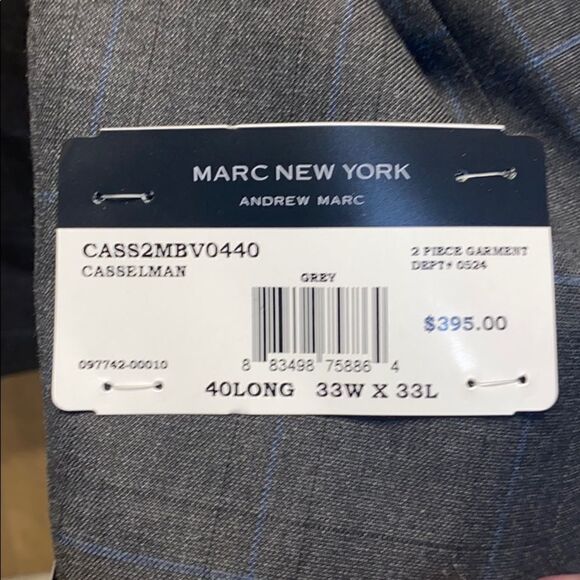 MARC NEW YORK
ANDREW MARC
CASS2MBV0440
CASSELMAN
2 PIECE GARMENT
DEPT# 0524
GREY
$395.00
097742-00010
8 83498 75886 4
40LONG 33W X 33L